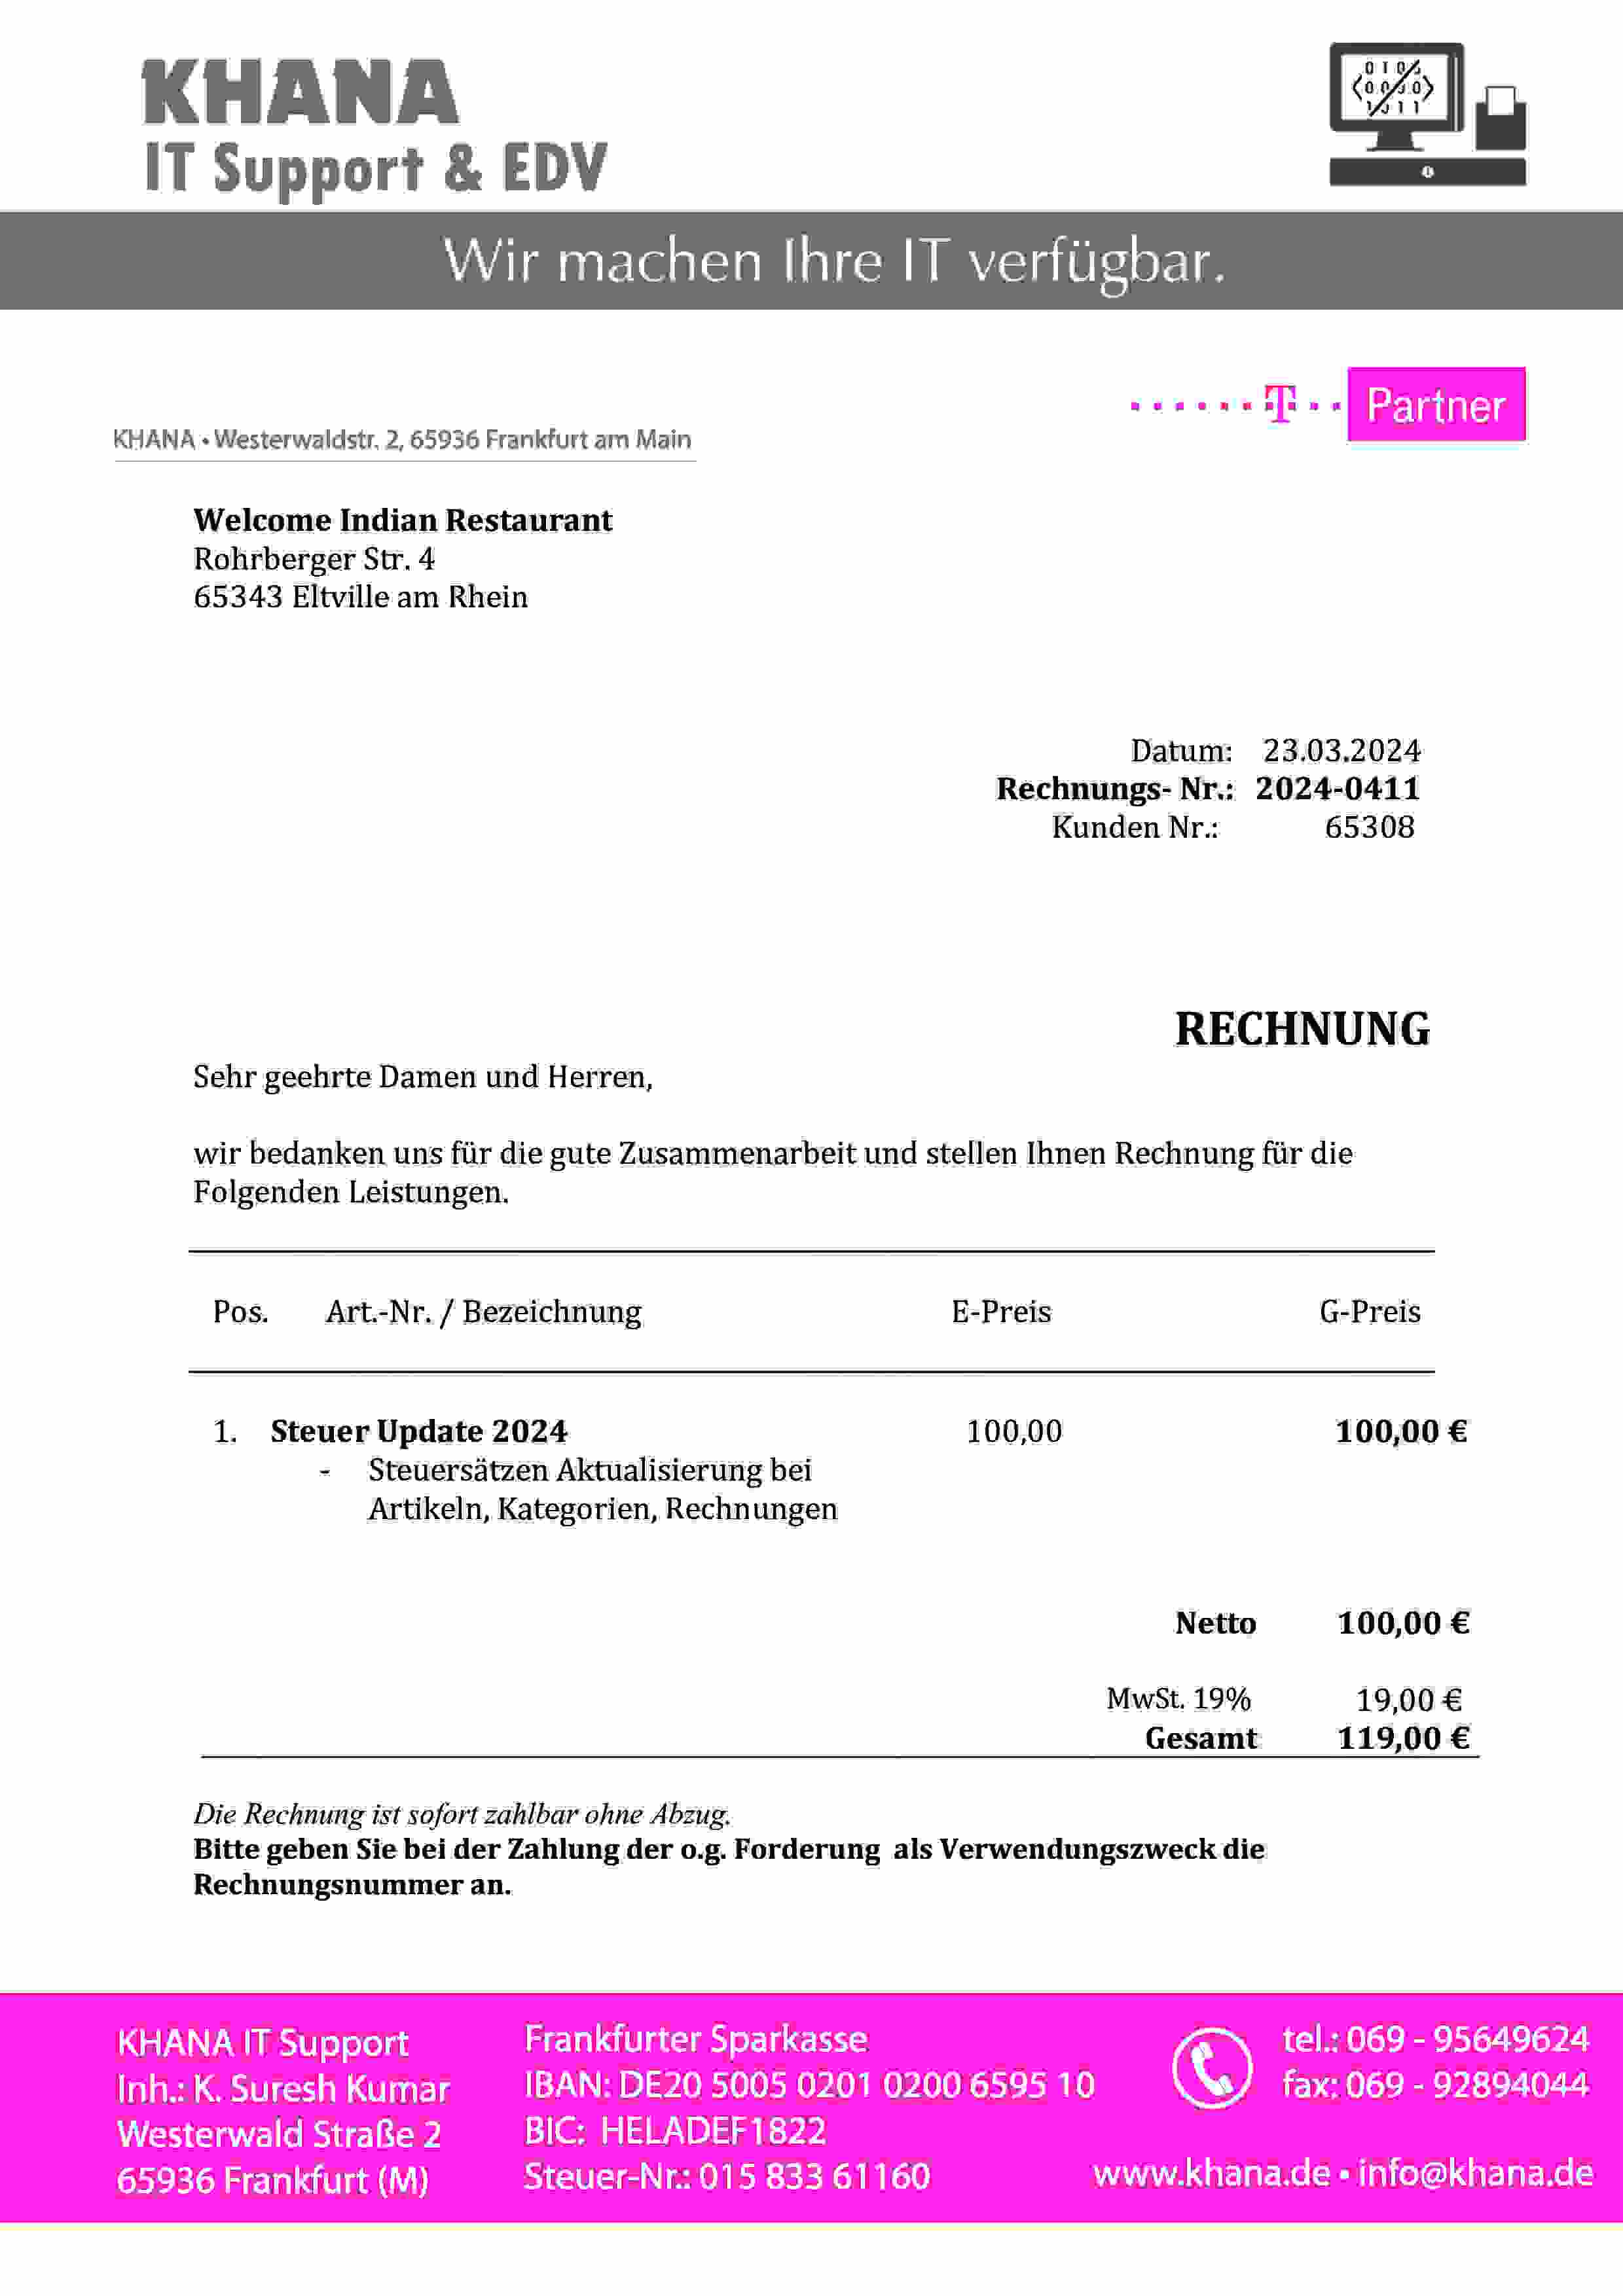 KHANA
IT Support & EDV
Wir machen Ihre IT verfügbar.
T Partner
KHANA • Westerwaldstr. 2, 65936 Frankfurt am Main
Welcome Indian Restaurant
Rohrberger Str. 4
65343 Eltville am Rhein
Datum: 23.03.2024
Rechnungs- Nr.: 2024-0411
Kunden Nr.: 65308
RECHNUNG
Sehr geehrte Damen und Herren,
wir bedanken uns für die gute Zusammenarbeit und stellen Ihnen Rechnung für die
Folgenden Leistungen.
Pos. Art.-Nr. / Bezeichnung E-Preis G-Preis
1. Steuer Update 2024 100,00 100,00 €
- Steuersätzen Aktualisierung bei
Artikeln, Kategorien, Rechnungen
Netto 100,00 €
MwSt. 19% 19,00 €
Gesamt 119,00 €
Die Rechnung ist sofort zahlbar ohne Abzug.
Bitte geben Sie bei der Zahlung der o.g. Forderung als Verwendungszweck die
Rechnungsnummer an.
KHANA IT Support
Inh.: K. Suresh Kumar
Westerwald Straße 2
65936 Frankfurt (M)
Frankfurter Sparkasse
IBAN: DE20 5005 0201 0200 6595 10
BIC: HELADEF1822
Steuer-Nr.: 015 833 61160
tel.: 069 - 95649624
fax: 069 - 92894044
www.khana.de • info@khana.de